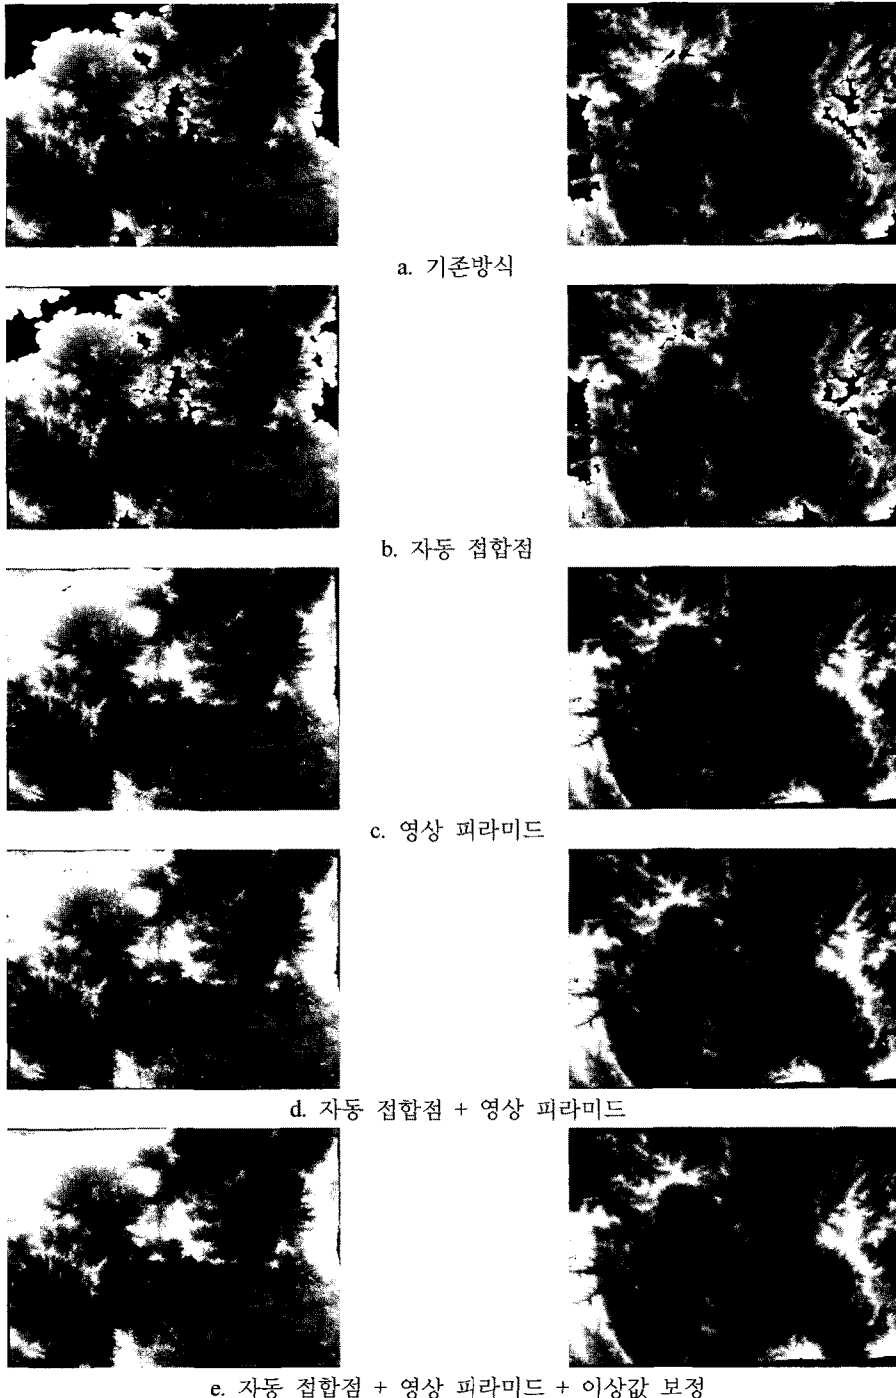 a. 기존방식
b. 자동 접합점
c. 영상 피라미드
d. 자동 접합점 + 영상 피라미드
e. 자동 접합점 + 영상 피라미드 + 이상값 보정